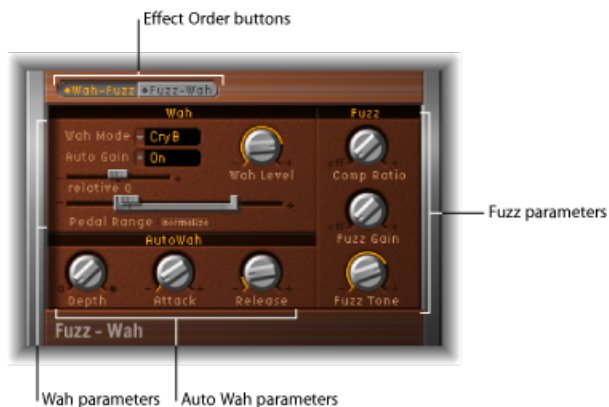 Effect Order buttons
Wah-Fuzz Fuzz-Wah
Wah Fuzz
Wah Mode CryB
Auto Gain On
Wah Level
off Comp Ratio
relative Q
Pedal Range normalize
off Fuzz Gain
Fuzz parameters
AutoWah
Depth Attack Release Fuzz Tone
Fuzz - Wah
Wah parameters Auto Wah parameters